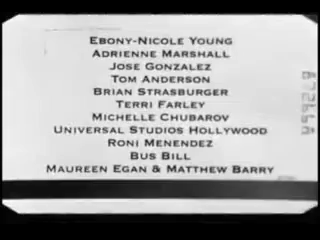 Ebony-Nicole Young
Adrienne Marshall
Jose Gonzalez
Tom Anderson
Brian Strasburger
Terri Farley
Michelle Chubarov
Universal Studios Hollywood
Roni Menendez
Bus Bill
Maureen Egan & Matthew Barry